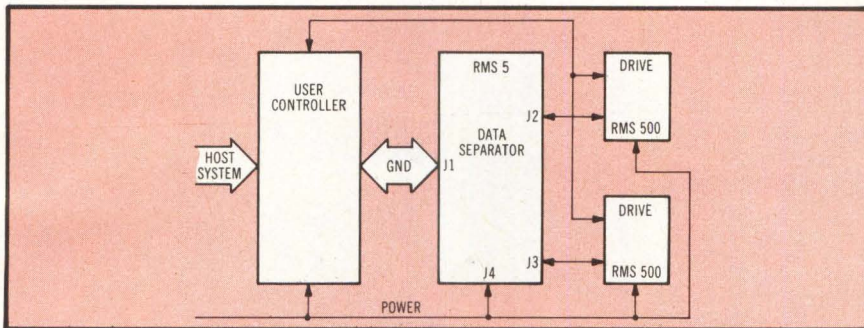 USER
CONTROLLER
HOST
SYSTEM
GND
J1
RMS 5
DATA
SEPARATOR
J2
J3
J4
DRIVE
RMS 500
DRIVE
RMS 500
POWER